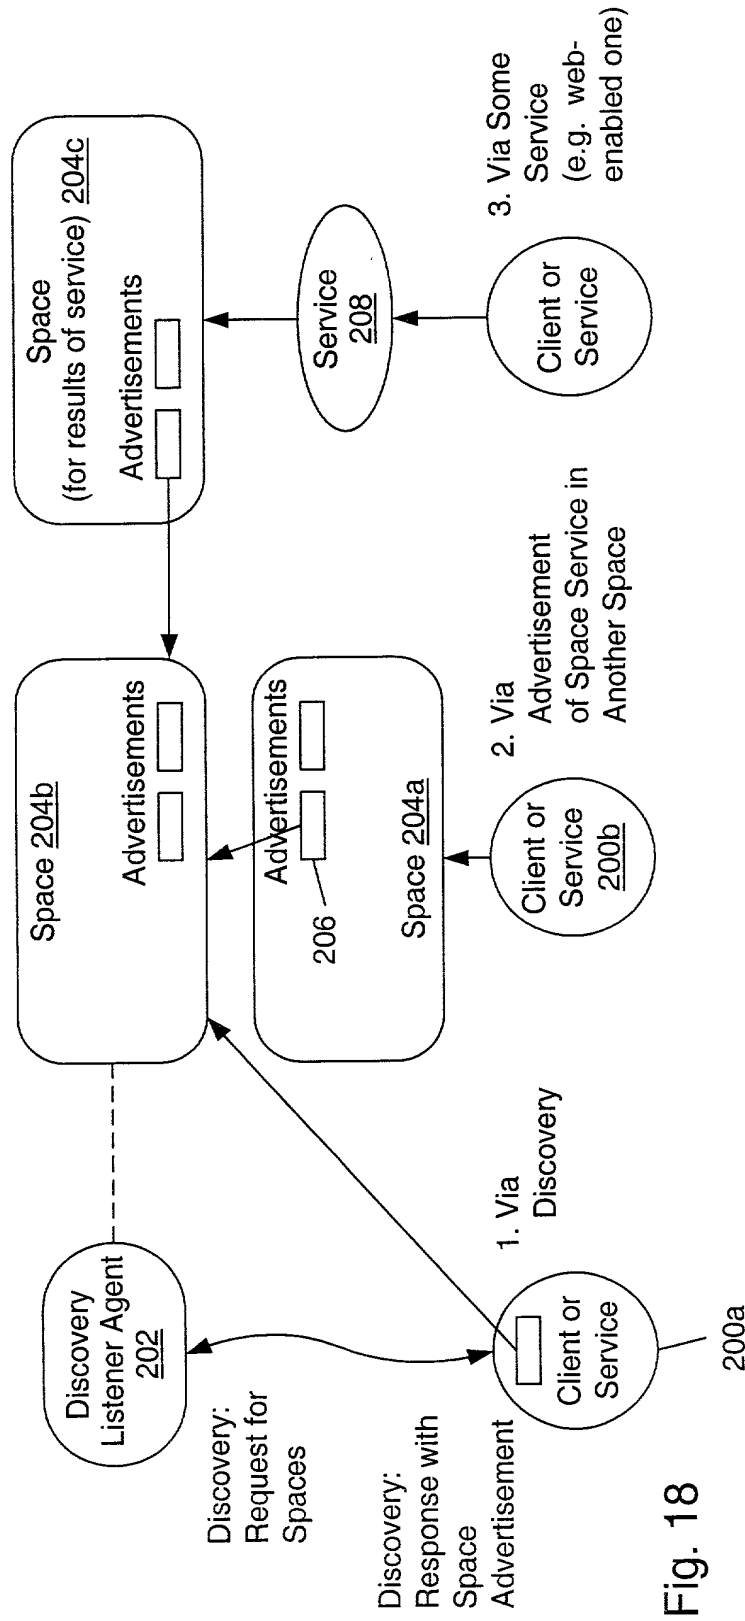 Discovery
Listener Agent
202
Discovery:
Request for
Spaces
Discovery:
Response with
Space
Advertisement
Client or
Service
200a
1. Via
Discovery
Space 204b
Advertisements
Advertisements
206
Space 204a
Client or
Service
200b
2. Via
Advertisement
of Space Service in
Another Space
Space
(for results of service) 204c
Advertisements
Service
208
Client or
Service
3. Via Some
Service
(e.g. web-
enabled one)
Fig. 18